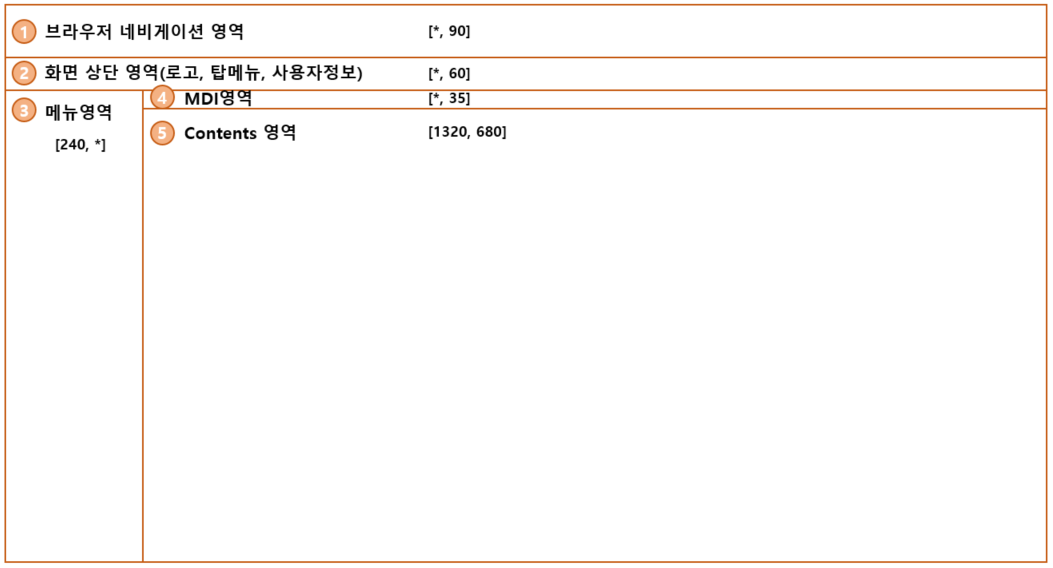 1 브라우저 네비게이션 영역 [*, 90]
2 화면 상단 영역(로고, 탑메뉴, 사용자정보) [*, 60]
3 메뉴영역
[240, *]
4 MDI영역 [*, 35]
5 Contents 영역 [1320, 680]